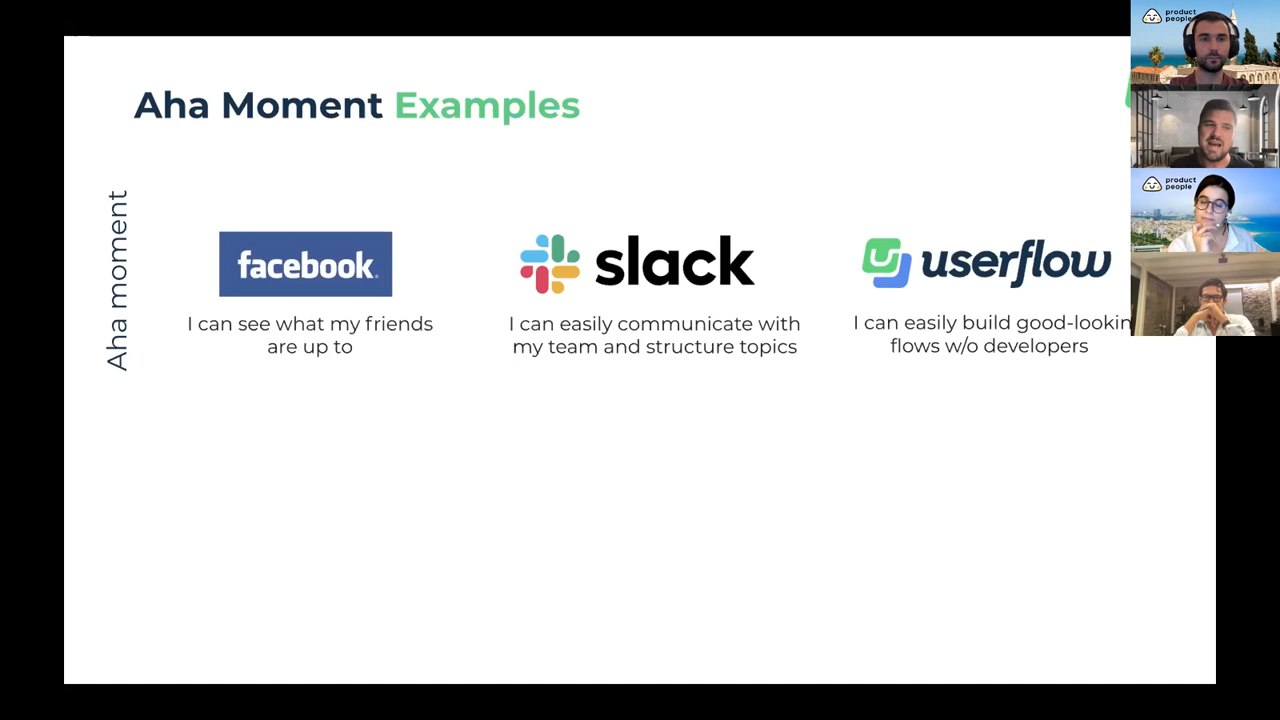 Aha Moment Examples
Aha moment
facebook
slack
userflow
I can see what my friends
are up to
I can easily communicate with
my team and structure topics
I can easily build good-lookin
flows w/o developers
product
people
product
people